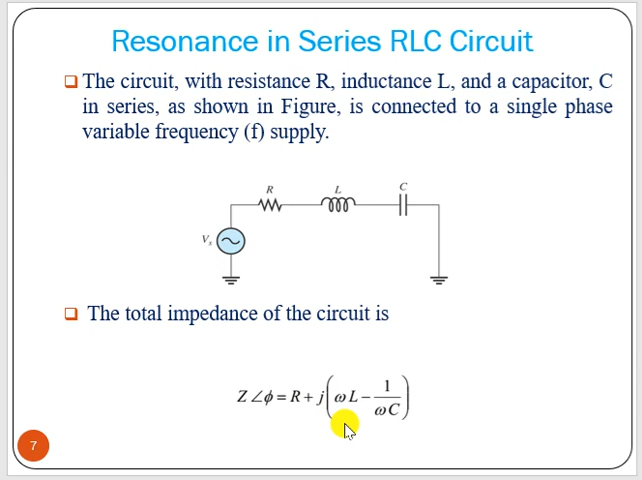 Resonance in Series RLC Circuit
The circuit, with resistance R, inductance L, and a capacitor, C
in series, as shown in Figure, is connected to a single phase
variable frequency (f) supply.
R L C
V_s
The total impedance of the circuit is
Z∠ϕ = R + j(ωL − 1/ωC)
7